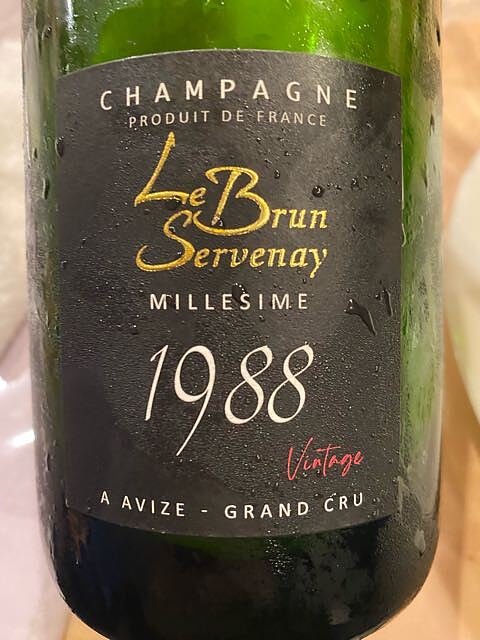 CHAMPAGNE
PRODUIT DE FRANCE
Le Brun
Servenay
MILLESIME
1988
Vintage
A AVIZE - GRAND CRU